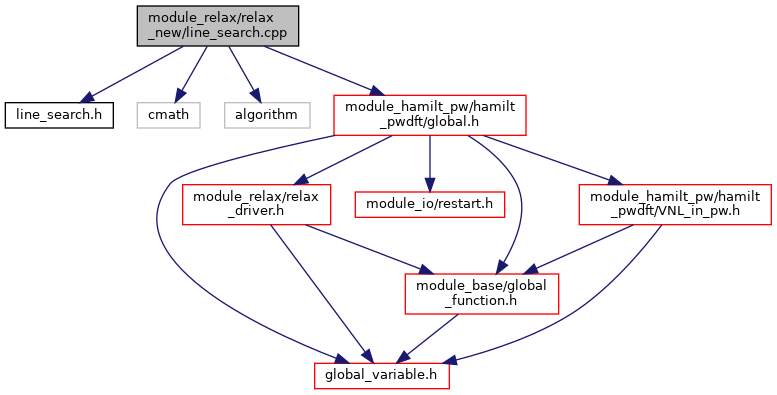 module_relax/relax
_new/line_search.cpp
line_search.h
cmath
algorithm
module_hamilt_pw/hamilt
_pwdft/global.h
module_relax/relax
_driver.h
module_io/restart.h
module_hamilt_pw/hamilt
_pwdft/VNL_in_pw.h
module_base/global
_function.h
global_variable.h